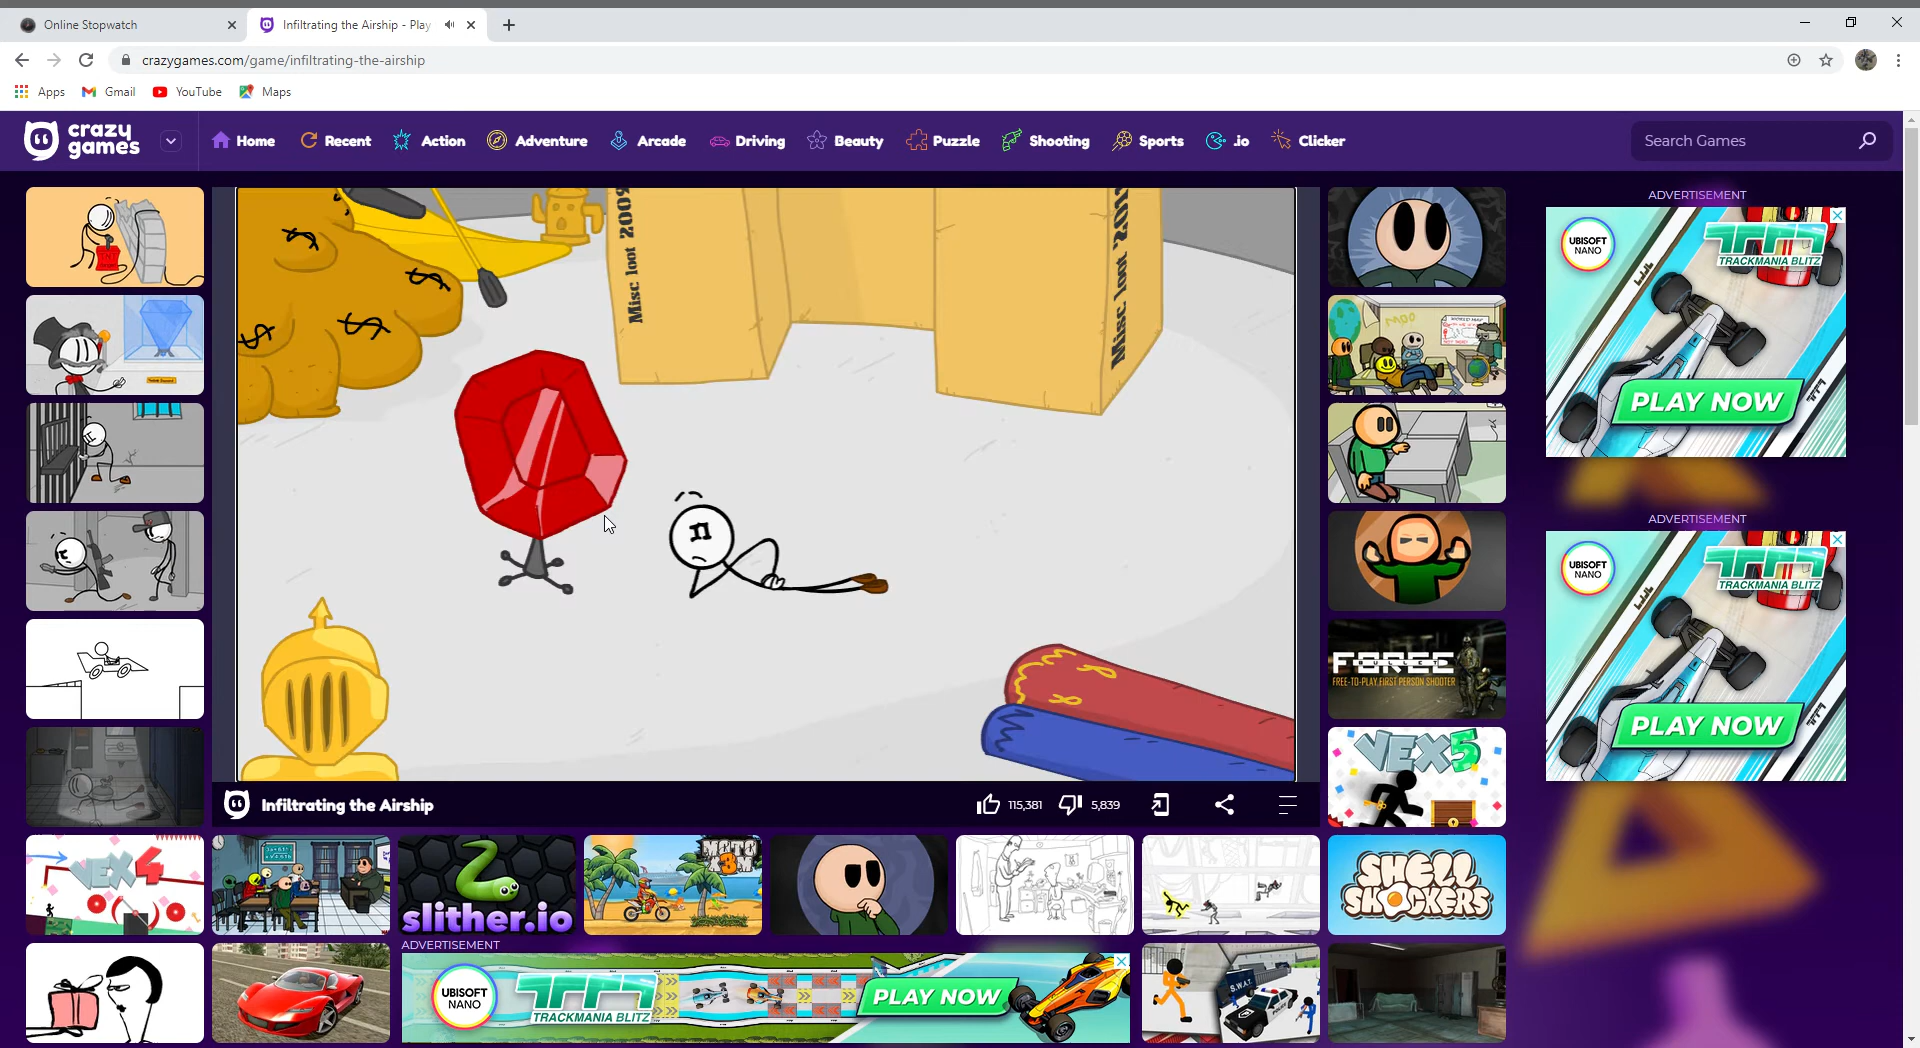 Online Stopwatch
Infiltrating the Airship - Play
crazygames.com/game/infiltrating-the-airship
Apps Gmail YouTube Maps
crazy games
Home Recent Action Adventure Arcade Driving Beauty Puzzle Shooting Sports .io Clicker
Search Games
ADVERTISEMENT
UBISOFT NANO
TRACKMANIA BLITZ
PLAY NOW
Misc loot 2009
$
$
$
$
TNT
WORLD MAP
ADVERTISEMENT
UBISOFT NANO
TRACKMANIA BLITZ
PLAY NOW
FREE-TO-PLAY FIRST PERSON SHOOTER
VEX 5
Infiltrating the Airship
115,381
5,839
VEX 4
slither.io
MOTO X3M
SHELL SHOCKERS
ADVERTISEMENT
UBISOFT NANO
TRACKMANIA BLITZ
PLAY NOW
S.W.A.T.